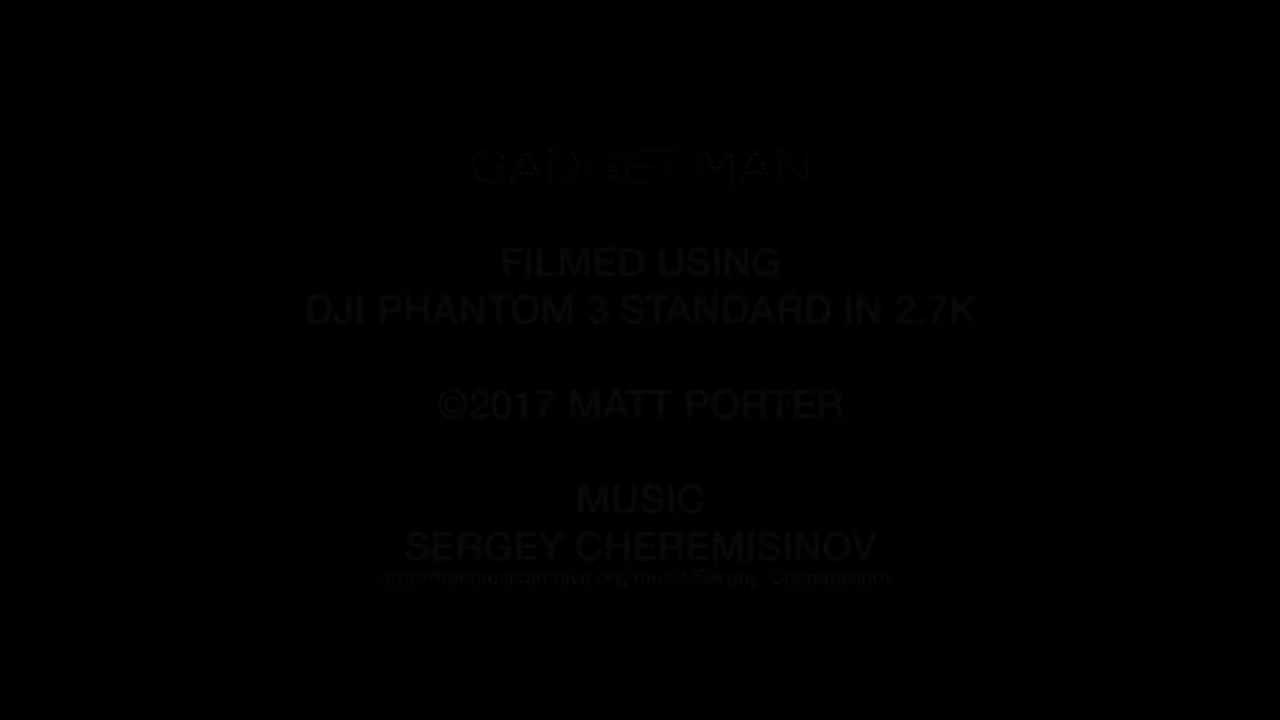 GADGET MAN
FILMED USING
DJI PHANTOM 3 STANDARD IN 2.7K
©2017 MATT PORTER
MUSIC
SERGEY CHEREMISINOV